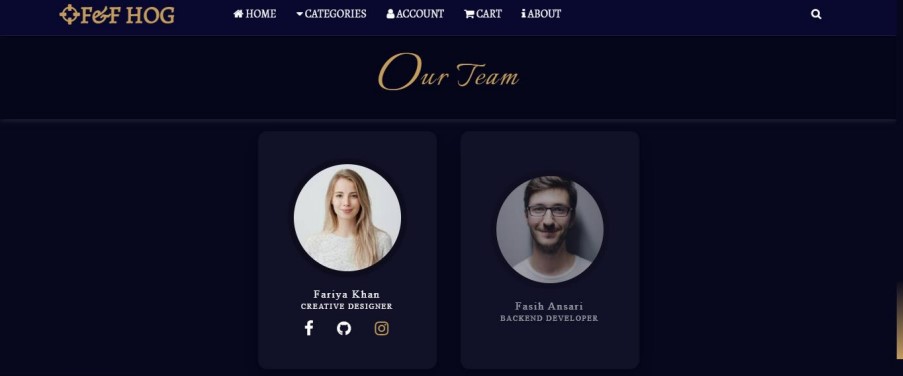 F&F HOG
HOME CATEGORIES ACCOUNT CART ABOUT
Our Team
Fariya Khan
CREATIVE DESIGNER
Fasih Ansari
BACKEND DEVELOPER